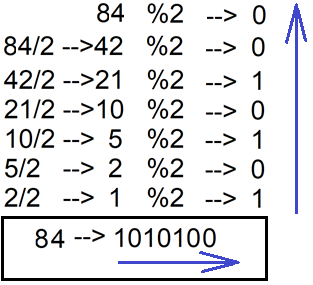 84 %2 --> 0
84/2 -->42 %2 --> 0
42/2 -->21 %2 --> 1
21/2 -->10 %2 --> 0
10/2 --> 5 %2 --> 1
5/2 --> 2 %2 --> 0
2/2 --> 1 %2 --> 1
84 --> 1010100